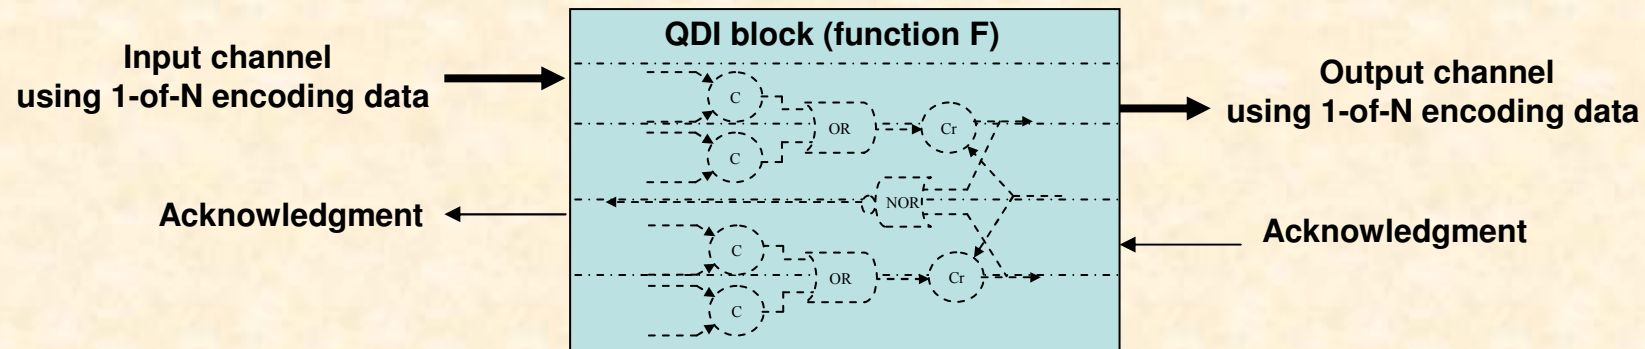 QDI block (function F)
Input channel
using 1-of-N encoding data
Output channel
using 1-of-N encoding data
C
OR
Cr
C
NOR
Acknowledgment
Acknowledgment
C
OR
Cr
C